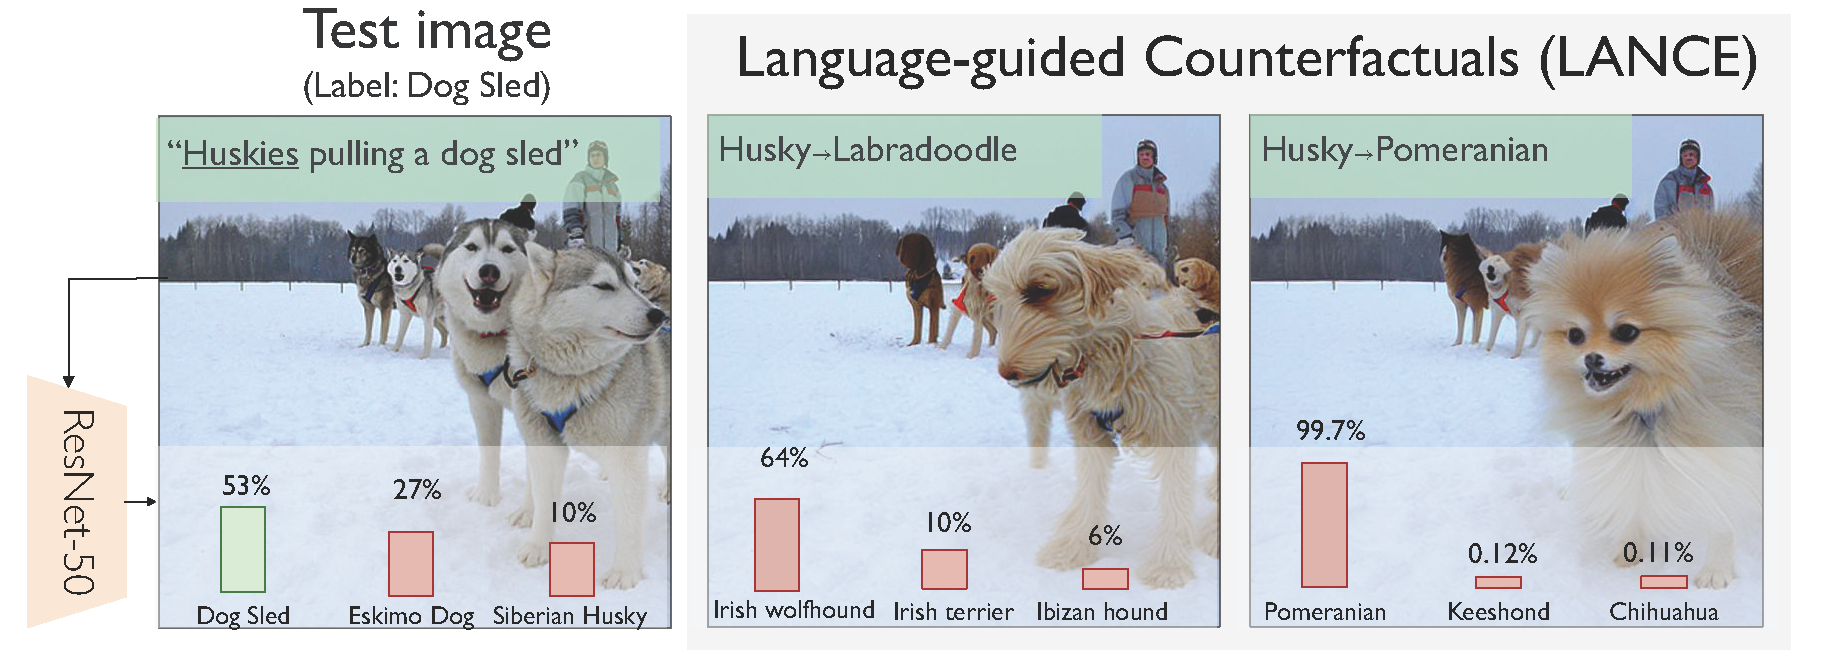 Test image
(Label: Dog Sled)
Language-guided Counterfactuals (LANCE)
“Huskies pulling a dog sled”
Husky→Labradoodle
Husky→Pomeranian
ResNet-50
53%
27%
10%
Dog Sled
Eskimo Dog
Siberian Husky
64%
10%
6%
Irish wolfhound
Irish terrier
Ibizan hound
99.7%
0.12%
0.11%
Pomeranian
Keeshond
Chihuahua